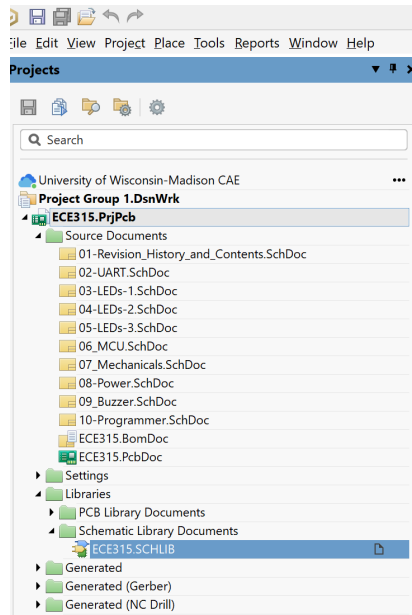 File Edit View Project Place Tools Reports Window Help
Projects
Search
University of Wisconsin-Madison CAE
Project Group 1.DsnWrk
ECE315.PrjPcb
Source Documents
01-Revision_History_and_Contents.SchDoc
02-UART.SchDoc
03-LEDs-1.SchDoc
04-LEDs-2.SchDoc
05-LEDs-3.SchDoc
06_MCU.SchDoc
07_Mechanicals.SchDoc
08-Power.SchDoc
09_Buzzer.SchDoc
10-Programmer.SchDoc
ECE315.BomDoc
ECE315.PcbDoc
Settings
Libraries
PCB Library Documents
Schematic Library Documents
ECE315.SCHLIB
Generated
Generated (Gerber)
Generated (NC Drill)